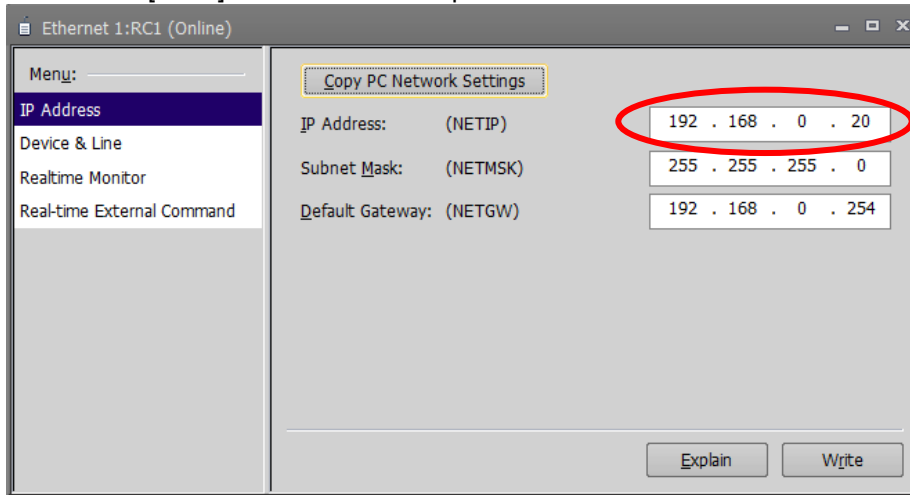 Ethernet 1:RC1 (Online)
Menu:
IP Address
Device & Line
Realtime Monitor
Real-time External Command
Copy PC Network Settings
IP Address: (NETIP) 192 . 168 . 0 . 20
Subnet Mask: (NETMSK) 255 . 255 . 255 . 0
Default Gateway: (NETGW) 192 . 168 . 0 . 254
Explain Write